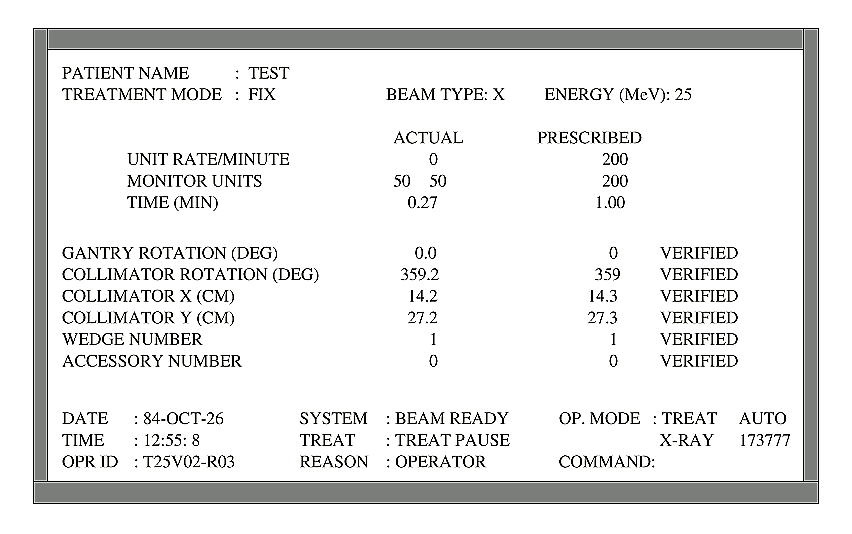 PATIENT NAME : TEST
TREATMENT MODE : FIX BEAM TYPE: X ENERGY (MeV): 25
ACTUAL PRESCRIBED
UNIT RATE/MINUTE 0 200
MONITOR UNITS 50 50 200
TIME (MIN) 0.27 1.00
GANTRY ROTATION (DEG) 0.0 0 VERIFIED
COLLIMATOR ROTATION (DEG) 359.2 359 VERIFIED
COLLIMATOR X (CM) 14.2 14.3 VERIFIED
COLLIMATOR Y (CM) 27.2 27.3 VERIFIED
WEDGE NUMBER 1 1 VERIFIED
ACCESSORY NUMBER 0 0 VERIFIED
DATE : 84-OCT-26 SYSTEM : BEAM READY OP. MODE : TREAT AUTO
TIME : 12:55: 8 TREAT : TREAT PAUSE X-RAY 173777
OPR ID : T25V02-R03 REASON : OPERATOR COMMAND: